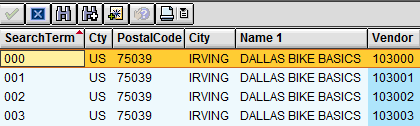 SearchTerm Cty PostalCode City Name 1 Vendor
000 US 75039 IRVING DALLAS BIKE BASICS 103000
001 US 75039 IRVING DALLAS BIKE BASICS 103001
002 US 75039 IRVING DALLAS BIKE BASICS 103002
003 US 75039 IRVING DALLAS BIKE BASICS 103003